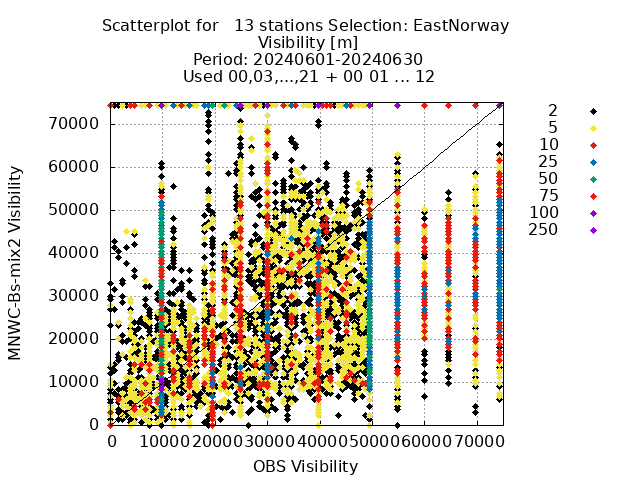 Scatterplot for 13 stations Selection: EastNorway
Visibility [m]
Period: 20240601-20240630
Used 00,03,...,21 + 00 01 ... 12
2
5
10
25
50
75
100
250
MNWC-Bs-mix2 Visibility
70000
60000
50000
40000
30000
20000
10000
0
0 10000 20000 30000 40000 50000 60000 70000
OBS Visibility